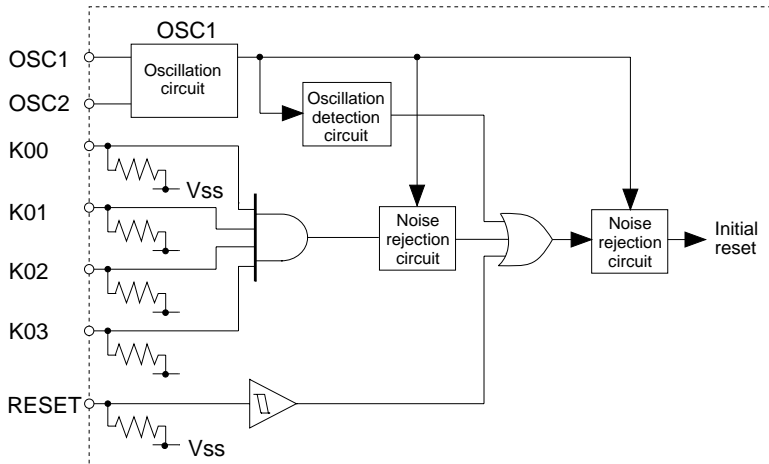 OSC1
OSC1
Oscillation
circuit
OSC2
Oscillation
detection
circuit
K00
Vss
K01
K02
K03
Noise
rejection
circuit
Noise
rejection
circuit
Initial
reset
RESET
Vss